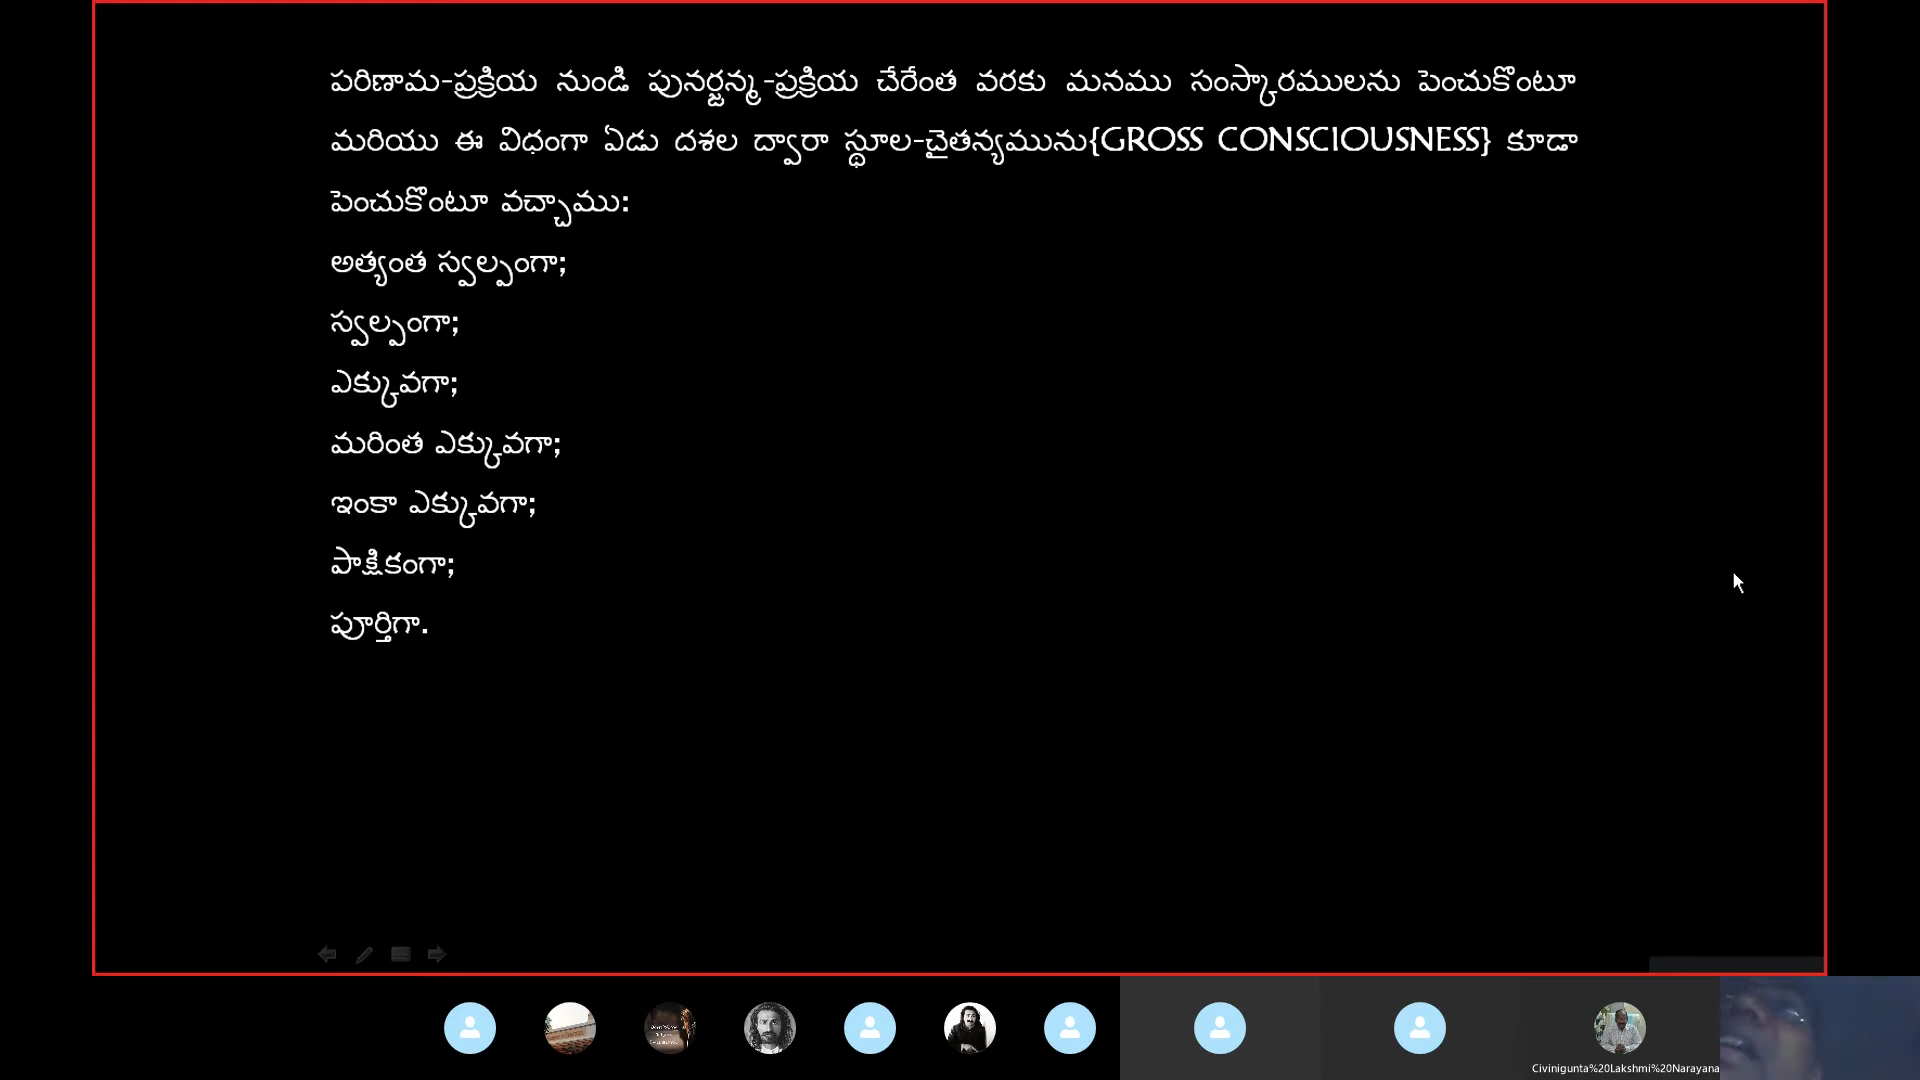 పరిణామ-ప్రక్రియ నుండి పునర్జన్మ-ప్రక్రియ చేరేంత వరకు మనము సంస్కారములను పెంచుకొంటూ
మరియు ఈ విధంగా ఏడు దశల ద్వారా స్థూల-చైతన్యమును{GROSS CONSCIOUSNESS} కూడా
పెంచుకొంటూ వచ్చాము:
అత్యంత స్వల్పంగా;
స్వల్పంగా;
ఎక్కువగా;
మరింత ఎక్కువగా;
ఇంకా ఎక్కువగా;
పాక్షికంగా;
పూర్తిగా.
Civinigunta%20Lakshmi%20Narayana